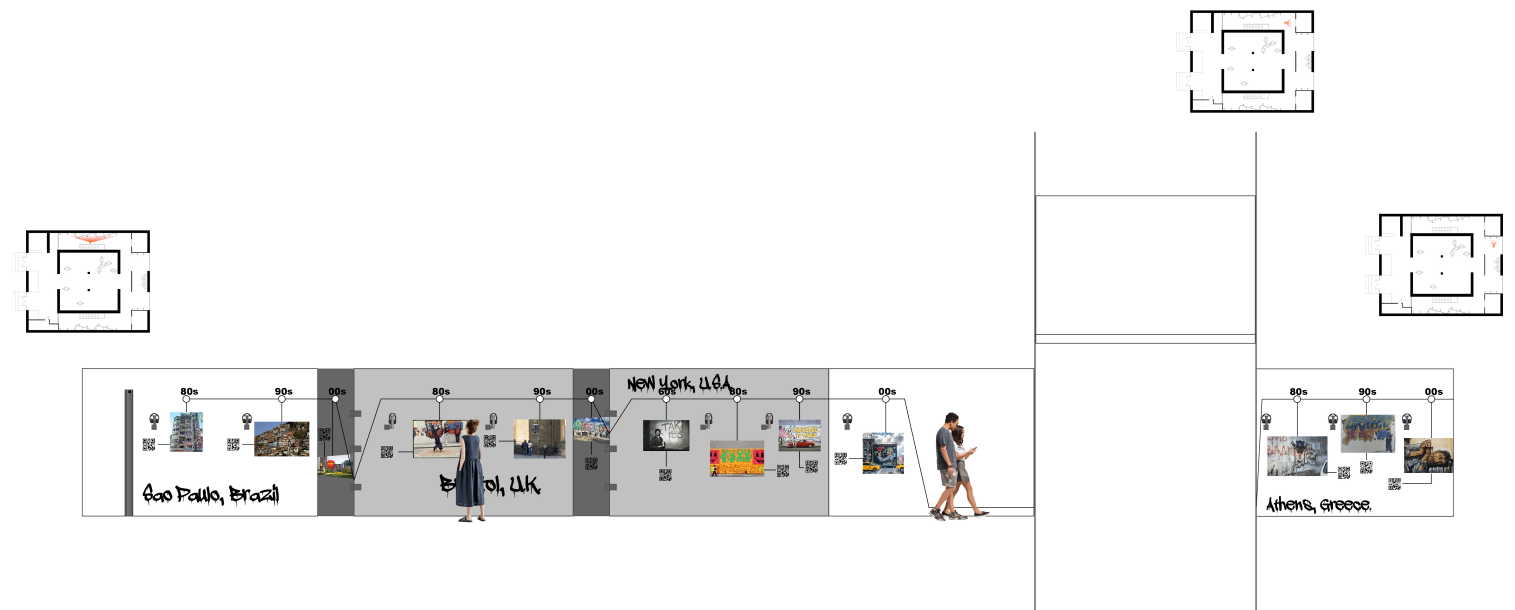 80s
90s
00s
Sao Paulo, Brazil
80s
90s
00s
New York, U.S.A.
60s
80s
90s
00s
TAKI
, U.K.
80s
90s
00s
Athens, Greece.